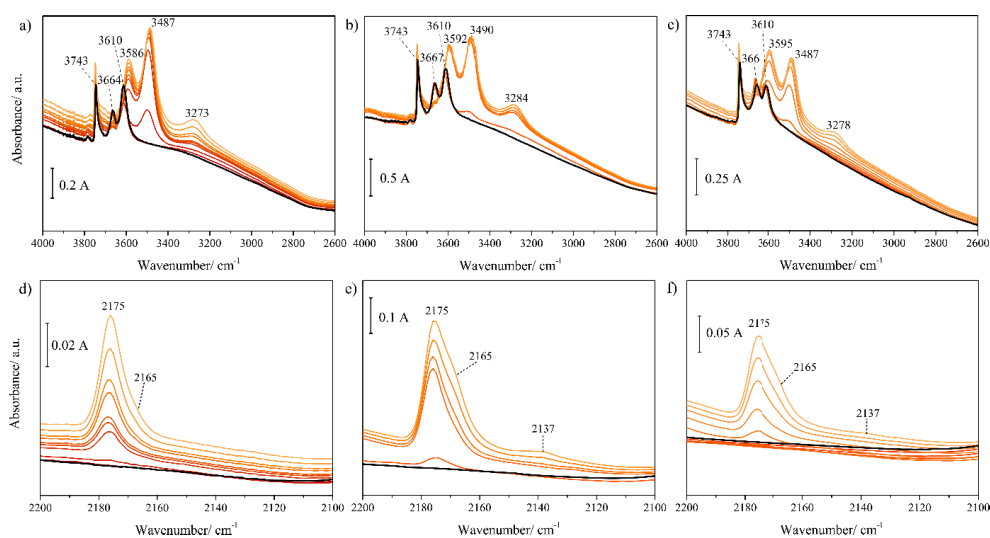 a)
3487
3743
3610
3586
3664
3273
0.2 A
4000 3800 3600 3400 3200 3000 2800 2600
Wavenumber/ cm-1
Absorbance/ a.u.
b)
3743
3610
3592
3490
3667
3284
0.5 A
4000 3800 3600 3400 3200 3000 2800 2600
Wavenumber/ cm-1
c)
3743
3610
3595
366
3487
3278
0.25 A
4000 3800 3600 3400 3200 3000 2800 2600
Wavenumber/ cm-1
d)
2175
0.02 A
2165
2200 2180 2160 2140 2120 2100
Wavenumber/ cm-1
Absorbance/ a.u.
e)
0.1 A
2175
2165
2137
2200 2180 2160 2140 2120 2100
Wavenumber/ cm-1
f)
0.05 A
2175
2165
2137
2200 2180 2160 2140 2120 2100
Wavenumber/ cm-1